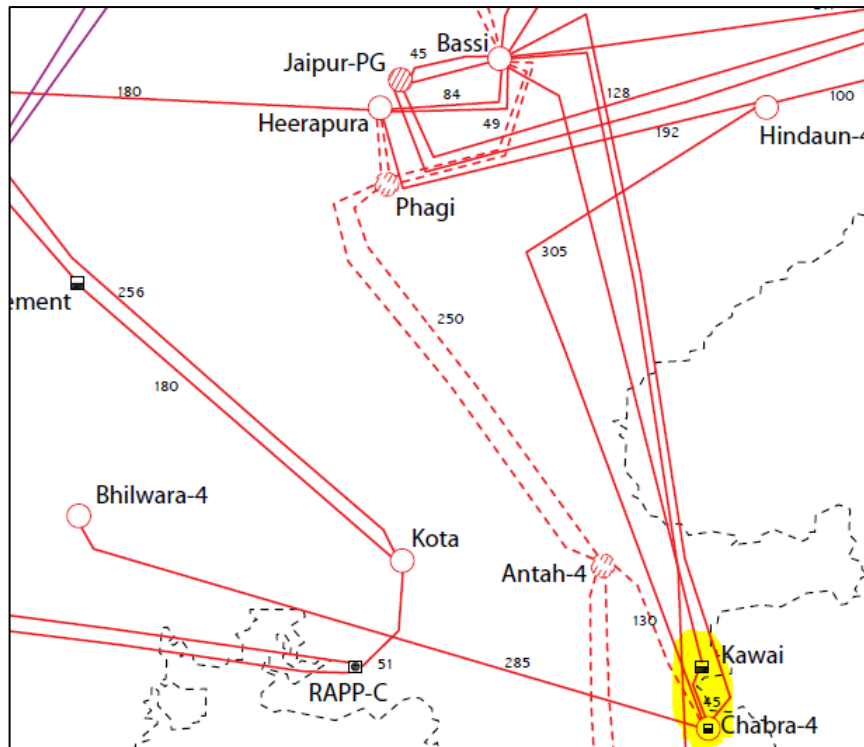 Bassi
45
Jaipur-PG
180
84
128
100
Heerapura
49
192
Hindaun-4
Phagi
305
ement
256
250
180
Bhilwara-4
Kota
Antah-4
130
285
Kawai
51
RAPP-C
45
Chabra-4